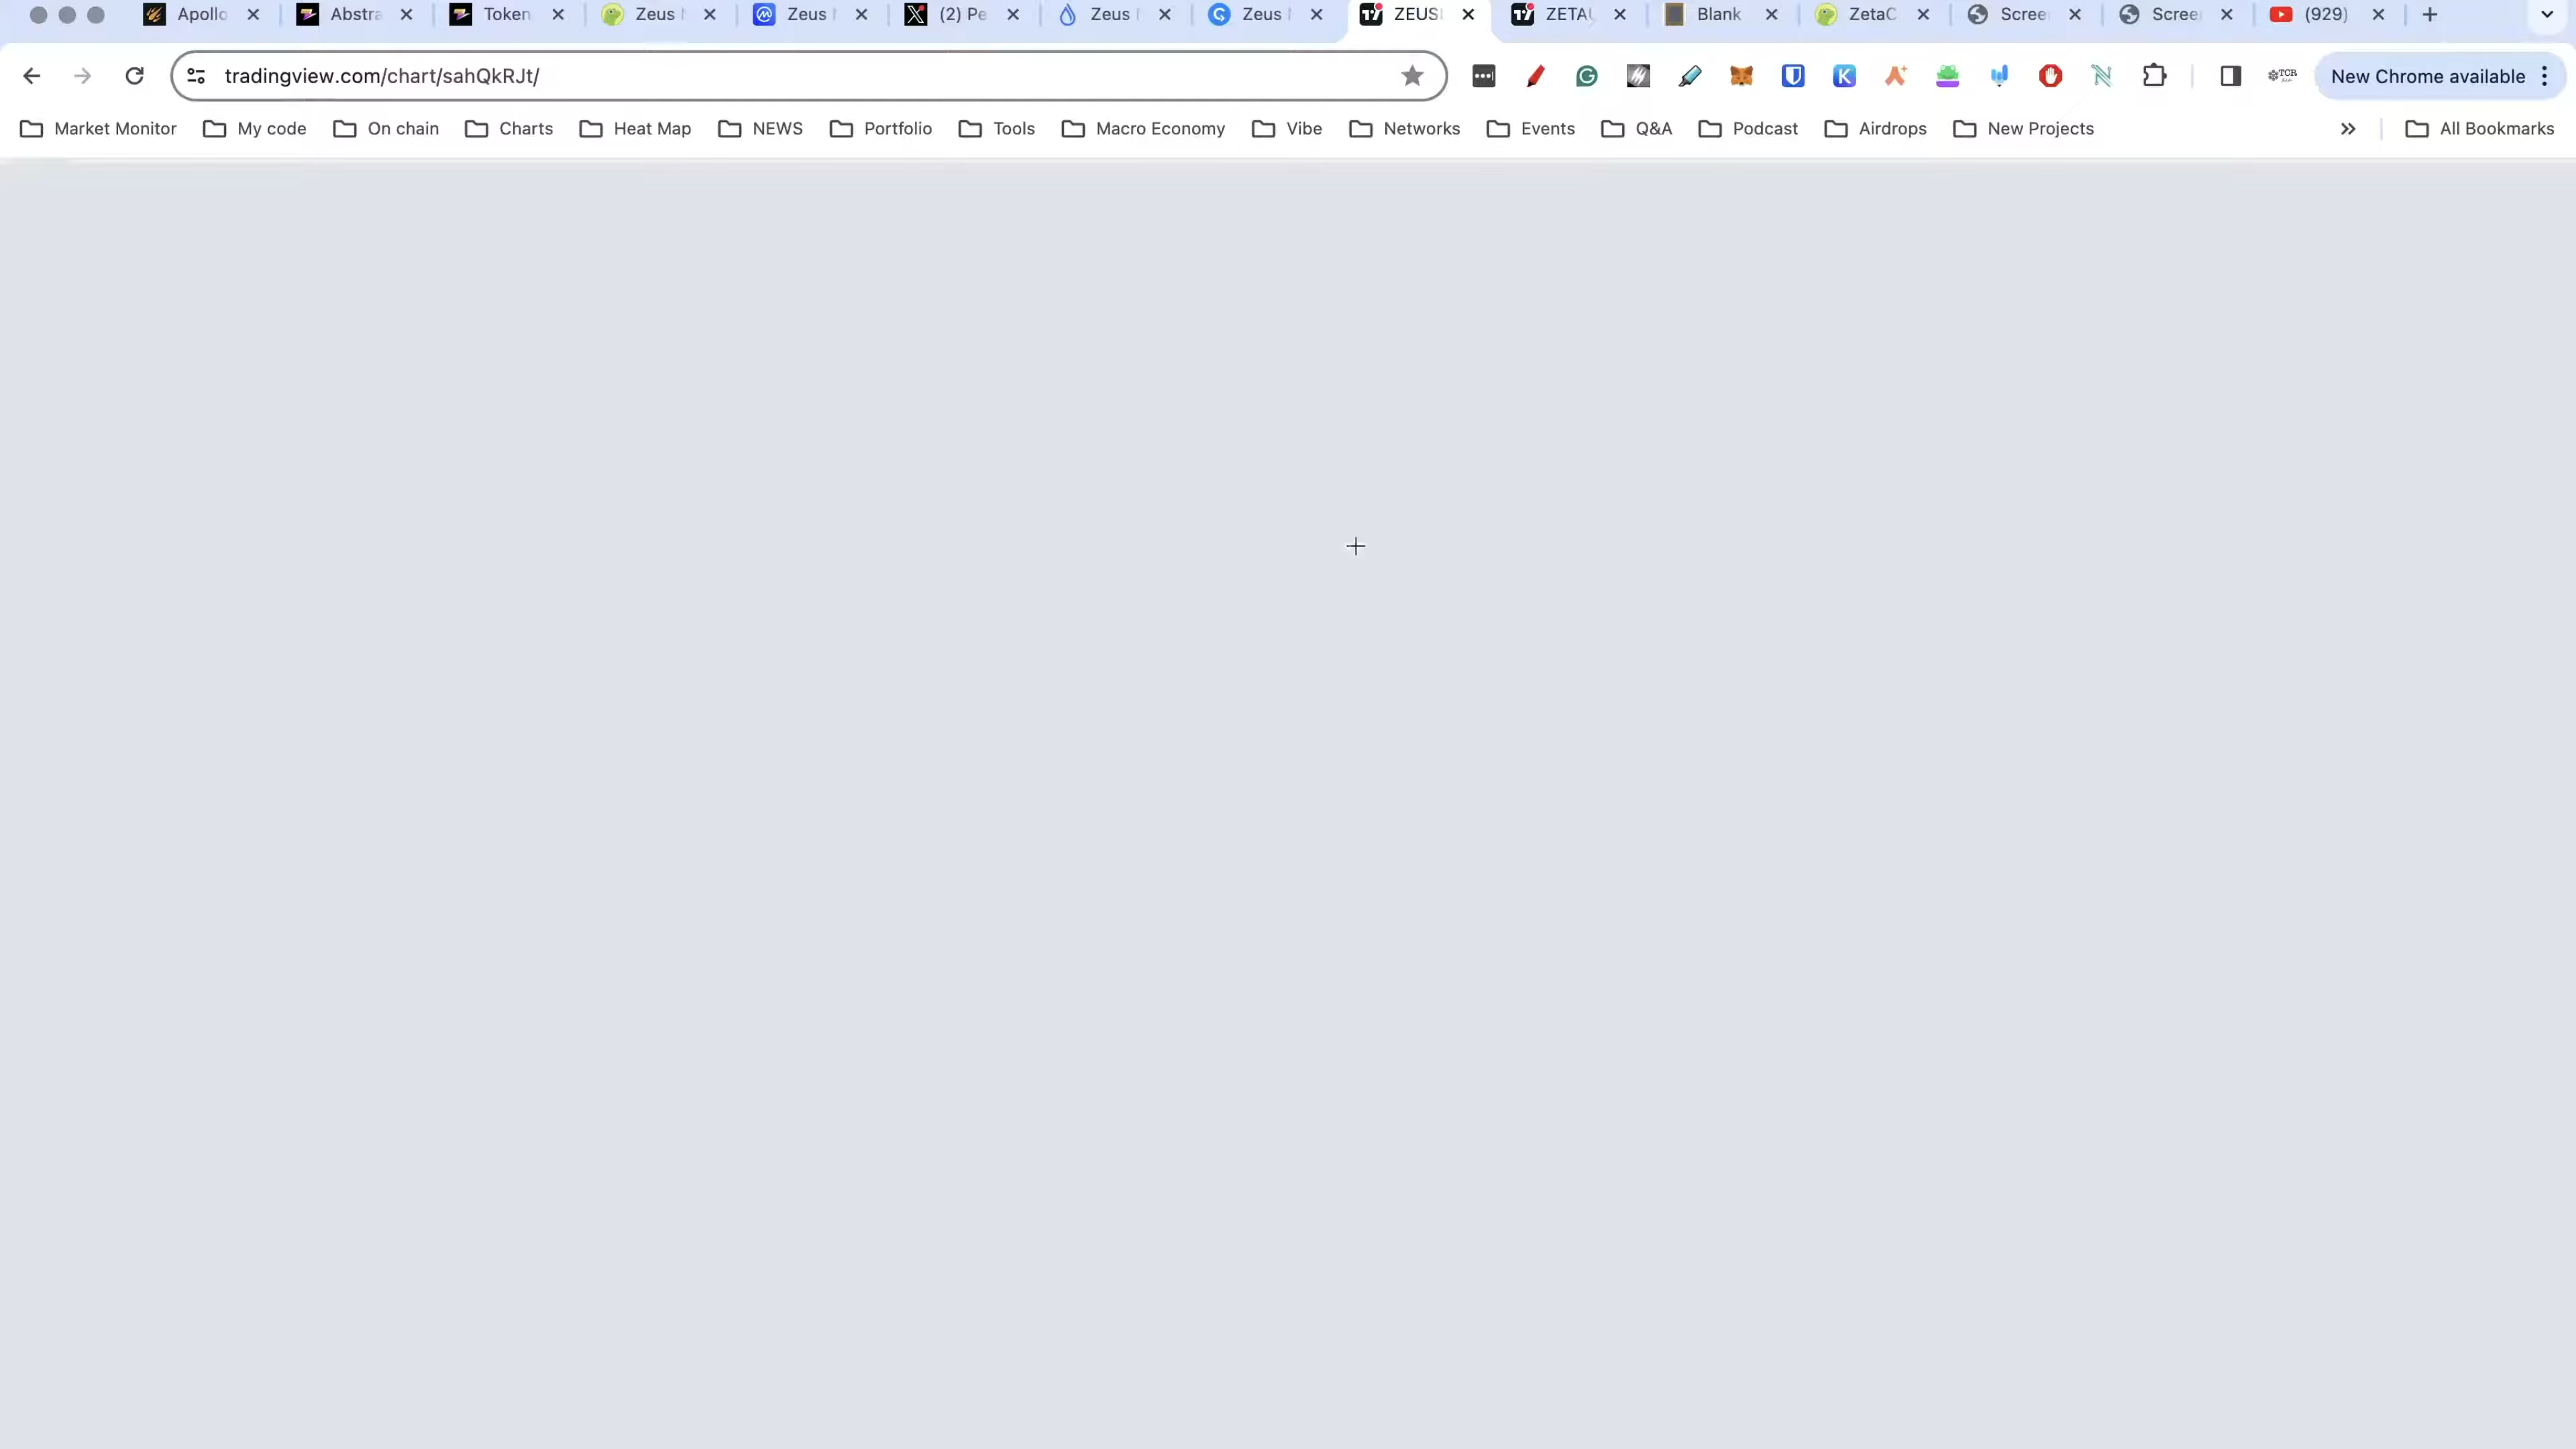 Apollo Abstra Token Zeus Zeus (2) Pe Zeus Zeus ZEUS ZETAU Blank ZetaC Scree Scree (929)
tradingview.com/chart/sahQkRJt/ TCR New Chrome available
Market Monitor My code On chain Charts Heat Map NEWS Portfolio Tools Macro Economy Vibe Networks Events Q&A Podcast Airdrops New Projects » All Bookmarks